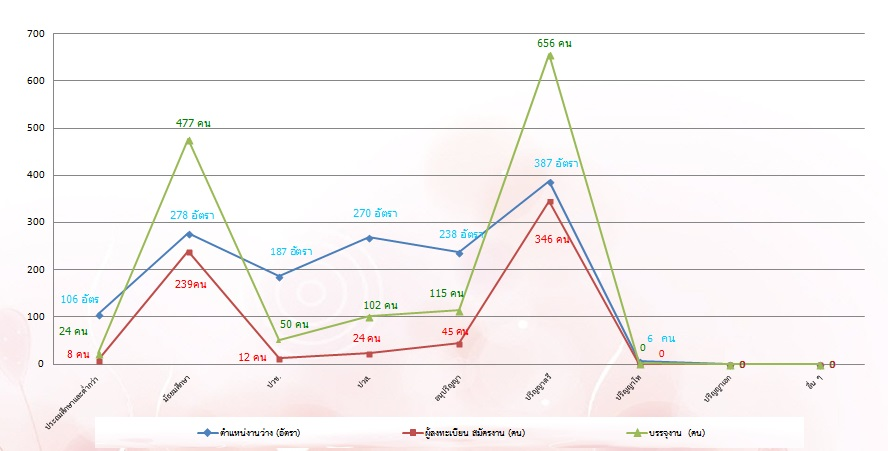 700
656 คน
600
500
477 คน
400
387 อัตรา
346 คน
300
278 อัตรา
270 อัตรา
238 อัตรา
239คน
200
187 อัตรา
106 อัตร
115 คน
102 คน
100
50 คน
24 คน
24 คน
45 คน
8 คน
12 คน
6 คน
0
0
0
0
0
ประถมศึกษาและต่ำกว่า
มัธยมศึกษา
ปวช.
ปวส.
อนุปริญญา
ปริญญาตรี
ปริญญาโท
ปริญญาเอก
อื่น ๆ
ตำแหน่งงานว่าง (อัตรา)
ผู้ลงทะเบียน สมัครงาน (คน)
บรรจุงาน (คน)